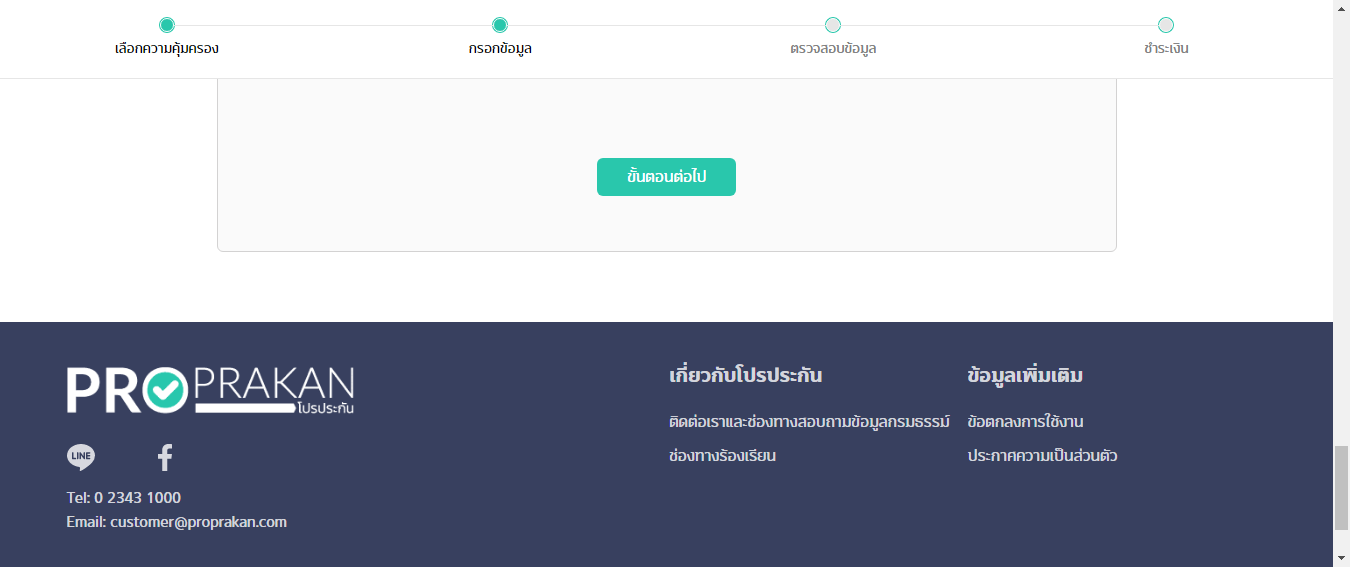 เลือกความคุ้มครอง
กรอกข้อมูล
ตรวจสอบข้อมูล
ชำระเงิน
ขั้นตอนต่อไป
PROPRAKAN
โปรประกัน
LINE
Tel: 0 2343 1000
Email: customer@proprakan.com
เกี่ยวกับโปรประกัน
ติดต่อเราและช่องทางสอบถามข้อมูลกรมธรรม์
ช่องทางร้องเรียน
ข้อมูลเพิ่มเติม
ข้อตกลงการใช้งาน
ประกาศความเป็นส่วนตัว